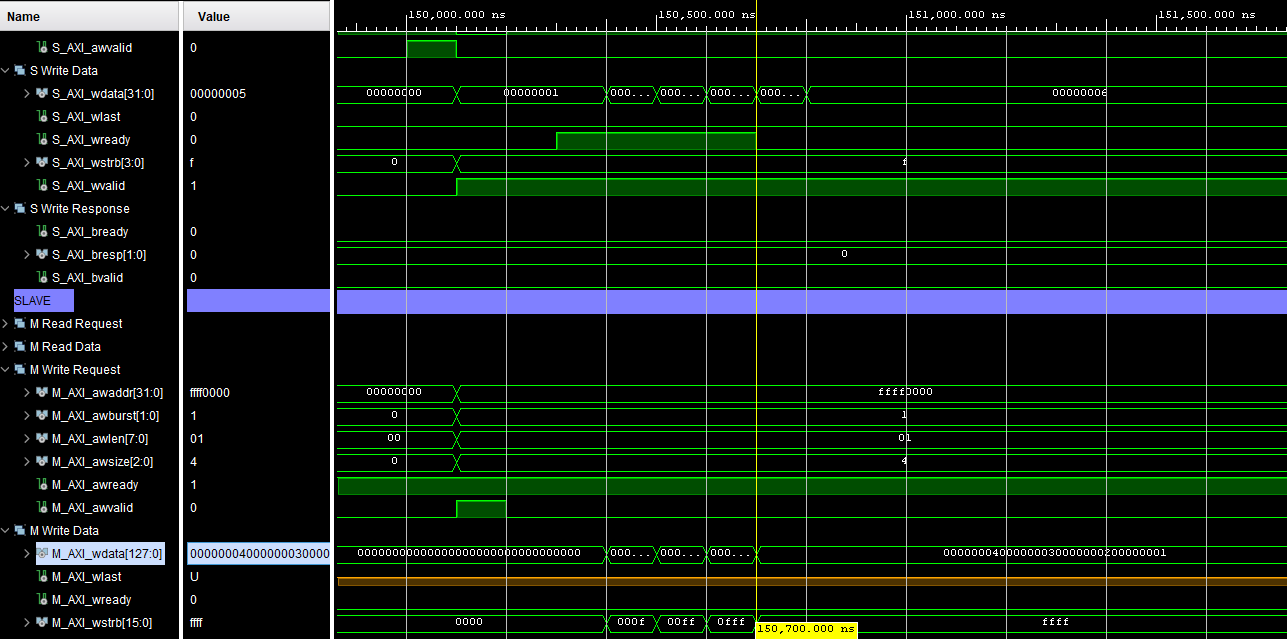 Name Value 150,000.000 ns 150,500.000 ns 151,000.000 ns 151,500.000 ns
S_AXI_awvalid 0
S Write Data
S_AXI_wdata[31:0] 00000005 00000000 00000001 000... 000... 000... 000... 00000006
S_AXI_wlast 0
S_AXI_wready 0
S_AXI_wstrb[3:0] f 0 f
S_AXI_wvalid 1
S Write Response
S_AXI_bready 0
S_AXI_bresp[1:0] 0 0
S_AXI_bvalid 0
SLAVE
M Read Request
M Read Data
M Write Request
M_AXI_awaddr[31:0] ffff0000 00000000 ffff0000
M_AXI_awburst[1:0] 1 0 1
M_AXI_awlen[7:0] 01 00 01
M_AXI_awsize[2:0] 4 0 4
M_AXI_awready 1
M_AXI_awvalid 0
M Write Data
M_AXI_wdata[127:0] 00000004000000030000 00000000000000000000000000000000 000... 000... 000... 00000004000000030000000200000001
M_AXI_wlast U
M_AXI_wready 0
M_AXI_wstrb[15:0] ffff 0000 000f 00ff 0fff ffff
150,700.000 ns